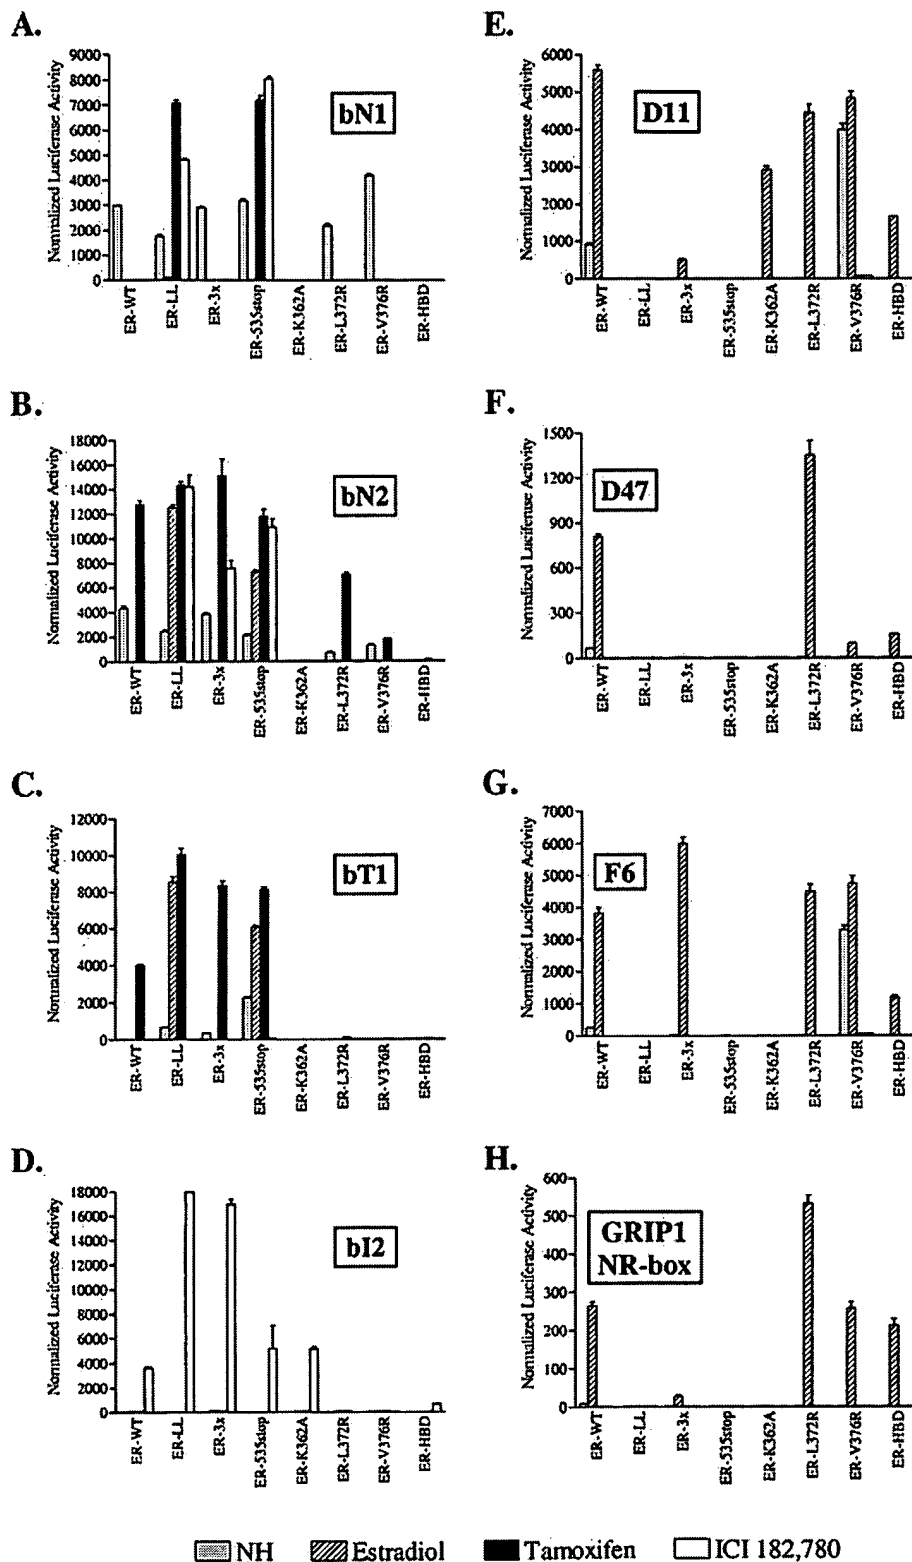 A.
Normalized Luciferase Activity
9000
8000
7000
6000
5000
4000
3000
2000
1000
0
bN1
ER-WT
ER-LL
ER-3x
ER-535stop
ER-K362A
ER-L372R
ER-V376R
ER-HBD
B.
Normalized Luciferase Activity
18000
16000
14000
12000
10000
8000
6000
4000
2000
0
bN2
ER-WT
ER-LL
ER-3x
ER-535stop
ER-K362A
ER-L372R
ER-V376R
ER-HBD
C.
Normalized Luciferase Activity
12000
10000
8000
6000
4000
2000
0
bT1
ER-WT
ER-LL
ER-3x
ER-535stop
ER-K362A
ER-L372R
ER-V376R
ER-HBD
D.
Normalized Luciferase Activity
18000
16000
14000
12000
10000
8000
6000
4000
2000
0
bI2
ER-WT
ER-LL
ER-3x
ER-535stop
ER-K362A
ER-L372R
ER-V376R
ER-HBD
E.
Normalized Luciferase Activity
6000
5000
4000
3000
2000
1000
0
D11
ER-WT
ER-LL
ER-3x
ER-535stop
ER-K362A
ER-L372R
ER-V376R
ER-HBD
F.
Normalized Luciferase Activity
1500
1200
900
600
300
0
D47
ER-WT
ER-LL
ER-3x
ER-535stop
ER-K362A
ER-L372R
ER-V376R
ER-HBD
G.
Normalized Luciferase Activity
7000
6000
5000
4000
3000
2000
1000
0
F6
ER-WT
ER-LL
ER-3x
ER-535stop
ER-K362A
ER-L372R
ER-V376R
ER-HBD
H.
Normalized Luciferase Activity
600
500
400
300
200
100
0
GRIP1
NR-box
ER-WT
ER-LL
ER-3x
ER-535stop
ER-K362A
ER-L372R
ER-V376R
ER-HBD
NH Estradiol Tamoxifen ICI 182,780